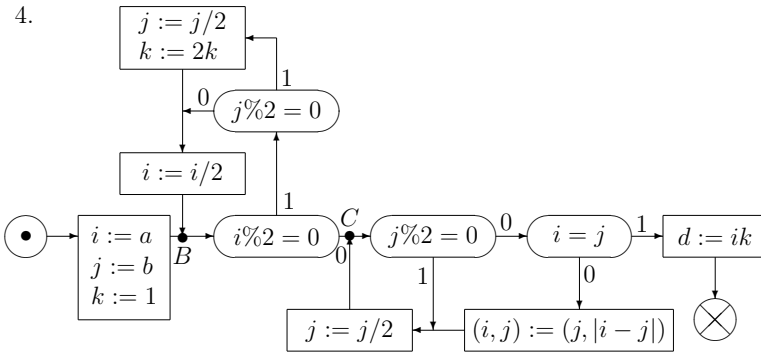 4.
j := j/2
k := 2k
1
0
j%2 = 0
i := i/2
1
i := a
j := b
k := 1
B
i%2 = 0
0
C
j%2 = 0
0
i = j
1
d := ik
1
0
j := j/2
(i, j) := (j, |i − j|)